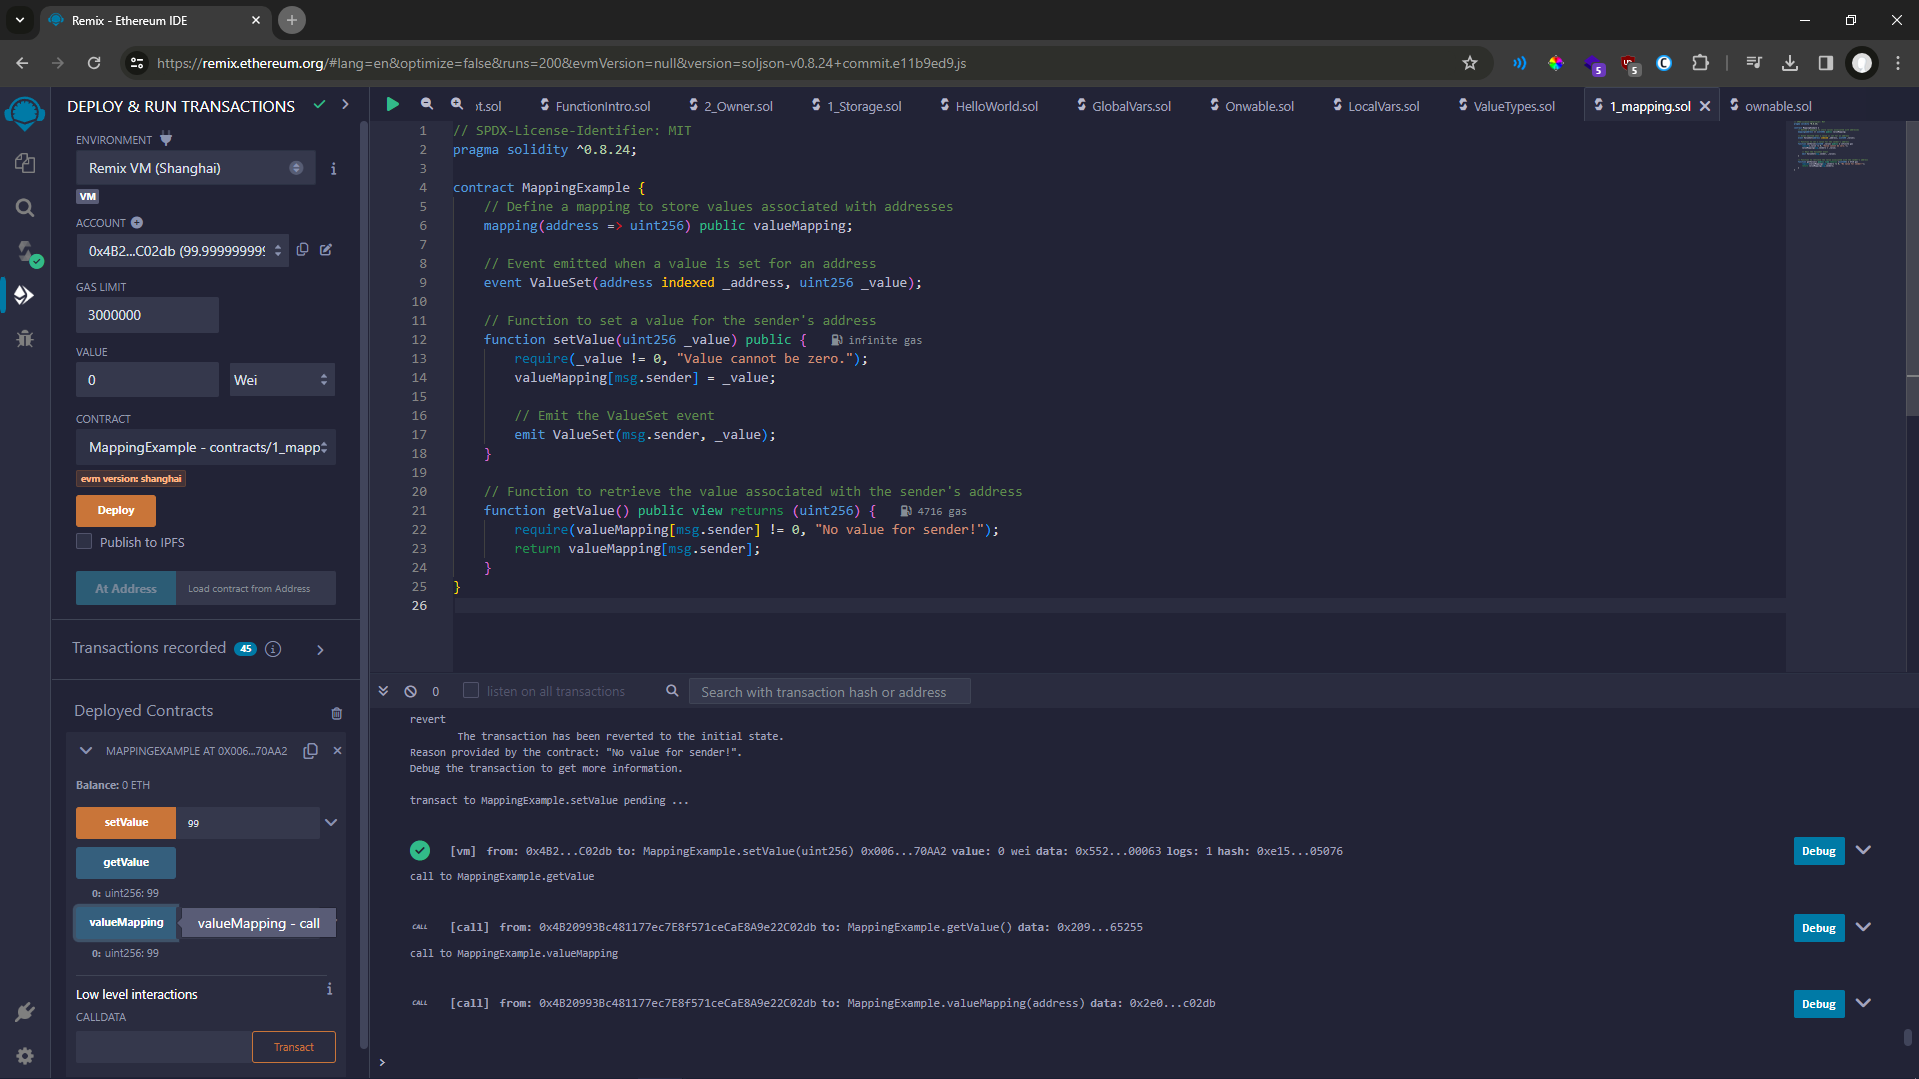 Remix - Ethereum IDE
https://remix.ethereum.org/#lang=en&optimize=false&runs=200&evmVersion=null&version=soljson-v0.8.24+commit.e11b9ed9.js
5
5
DEPLOY & RUN TRANSACTIONS
ENVIRONMENT
Remix VM (Shanghai)
VM
ACCOUNT
0x4B2...C02db (99.9999999999
GAS LIMIT
3000000
VALUE
0
Wei
CONTRACT
MappingExample - contracts/1_mapp
evm version: shanghai
Deploy
Publish to IPFS
At Address
Load contract from Address
Transactions recorded 45
Deployed Contracts
MAPPINGEXAMPLE AT 0X006...70AA2
Balance: 0 ETH
setValue
99
getValue
0: uint256: 99
valueMapping
valueMapping - call
0: uint256: 99
Low level interactions
CALLDATA
Transact
ot.sol
FunctionIntro.sol
2_Owner.sol
1_Storage.sol
HelloWorld.sol
GlobalVars.sol
Onwable.sol
LocalVars.sol
ValueTypes.sol
1_mapping.sol
ownable.sol
1 // SPDX-License-Identifier: MIT
2 pragma solidity ^0.8.24;
3
4 contract MappingExample {
5 // Define a mapping to store values associated with addresses
6 mapping(address => uint256) public valueMapping;
7
8 // Event emitted when a value is set for an address
9 event ValueSet(address indexed _address, uint256 _value);
10
11 // Function to set a value for the sender's address
12 function setValue(uint256 _value) public { infinite gas
13 require(_value != 0, "Value cannot be zero.");
14 valueMapping[msg.sender] = _value;
15
16 // Emit the ValueSet event
17 emit ValueSet(msg.sender, _value);
18 }
19
20 // Function to retrieve the value associated with the sender's address
21 function getValue() public view returns (uint256) { 4716 gas
22 require(valueMapping[msg.sender] != 0, "No value for sender!");
23 return valueMapping[msg.sender];
24 }
25 }
26
0
listen on all transactions
Search with transaction hash or address
revert
The transaction has been reverted to the initial state.
Reason provided by the contract: "No value for sender!".
Debug the transaction to get more information.
transact to MappingExample.setValue pending ...
[vm] from: 0x4B2...C02db to: MappingExample.setValue(uint256) 0x006...70AA2 value: 0 wei data: 0x552...00063 logs: 1 hash: 0xe15...05076
Debug
call to MappingExample.getValue
CALL [call] from: 0x4B20993Bc481177ec7E8f571ceCaE8A9e22C02db to: MappingExample.getValue() data: 0x209...65255
Debug
call to MappingExample.valueMapping
CALL [call] from: 0x4B20993Bc481177ec7E8f571ceCaE8A9e22C02db to: MappingExample.valueMapping(address) data: 0x2e0...c02db
Debug
>